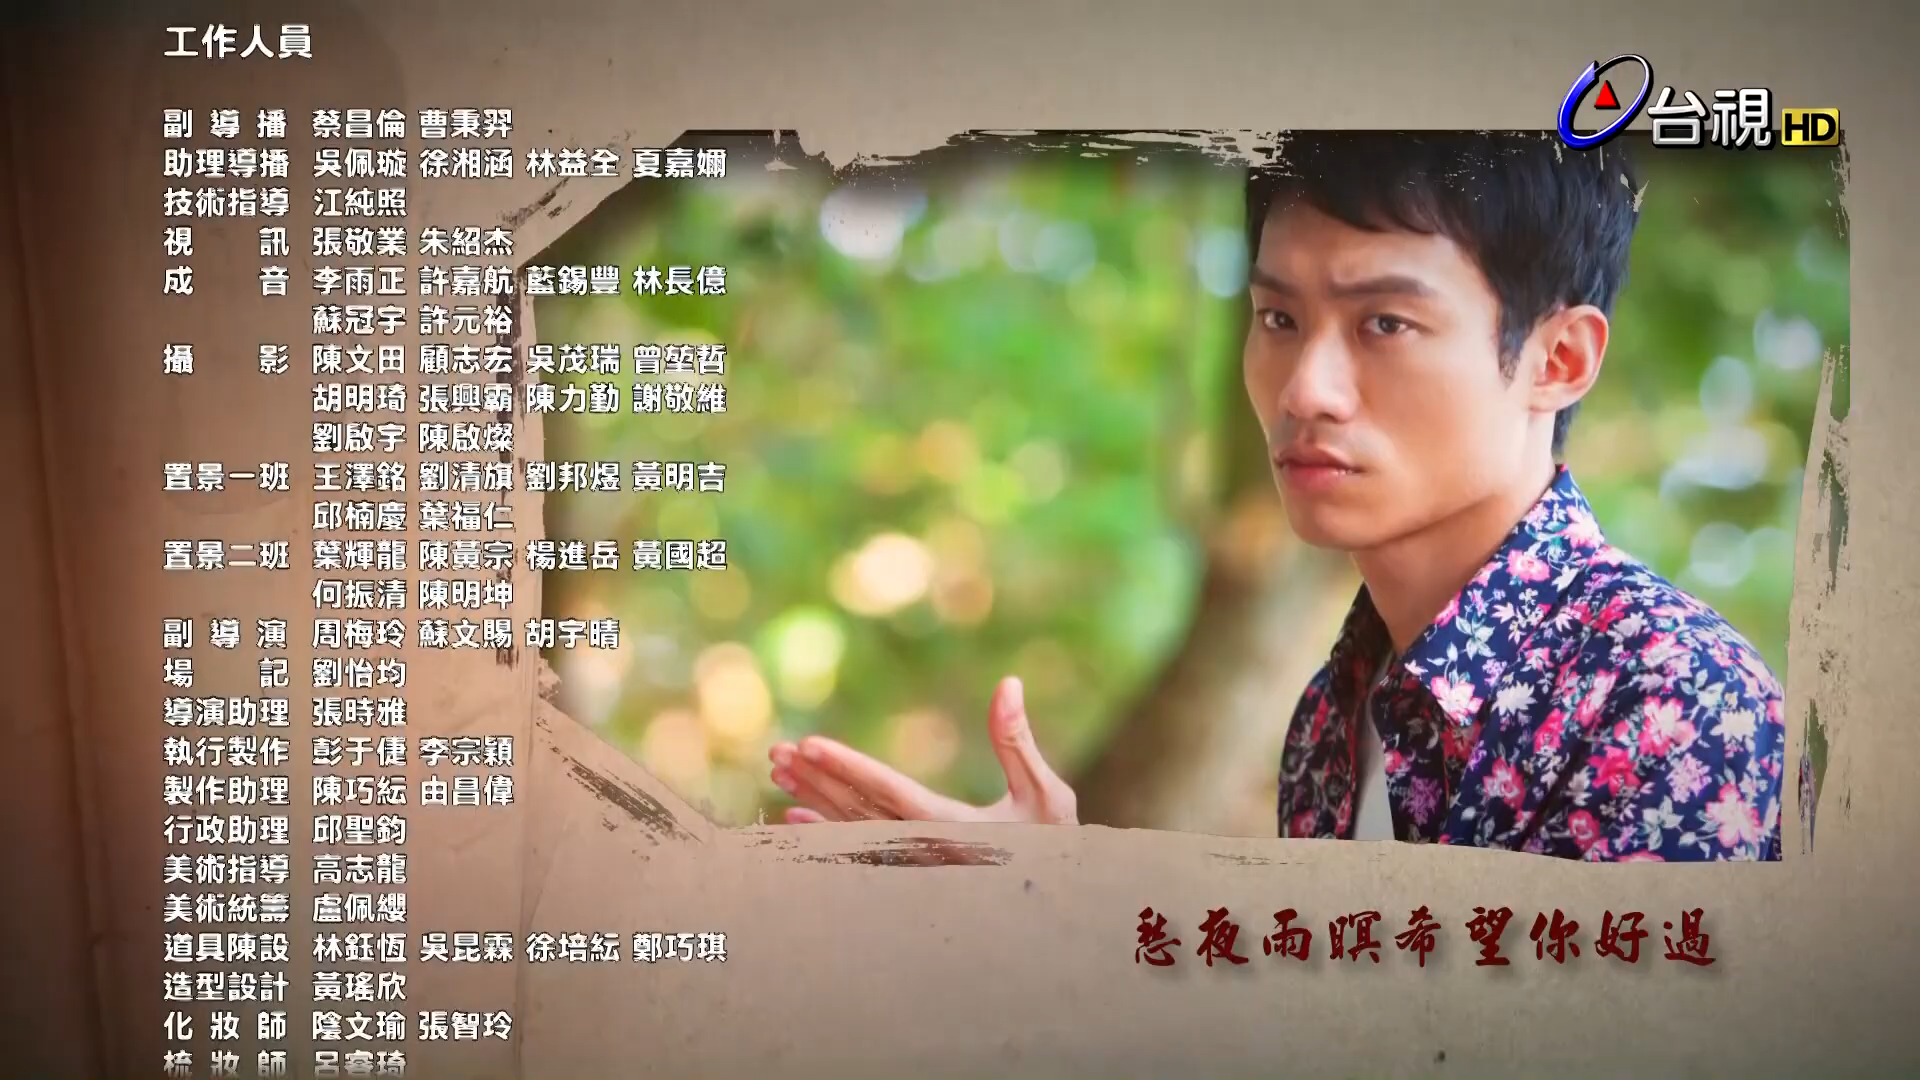 工作人員
副導播 蔡昌倫 曹秉羿
助理導播 吳佩璇 徐湘涵 林益全 夏嘉嬭
技術指導 江純照
視訊 張敬業 朱紹杰
成音 李雨正 許嘉航 藍錫豐 林長億
蘇冠宇 許元裕
攝影 陳文田 顧志宏 吳茂瑞 曾堃哲
胡明琦 張興霸 陳力勤 謝敬維
劉啟宇 陳啟燦
置景一班 王澤銘 劉清旗 劉邦煜 黃明吉
邱楠慶 葉福仁
置景二班 葉輝龍 陳黃宗 楊進岳 黃國超
何振清 陳明坤
副導演 周梅玲 蘇文賜 胡宇晴
場記 劉怡均
導演助理 張時雅
執行製作 彭于倢 李宗穎
製作助理 陳巧紜 由昌偉
行政助理 邱聖鈞
美術指導 高志龍
美術統籌 盧佩纓
道具陳設 林鈺恆 吳昆霖 徐培紜 鄭巧琪
造型設計 黃瑤欣
化妝師 陰文瑜 張智玲
梳妝師 呂睿琦
台視 HD
愁夜雨暝希望你好過